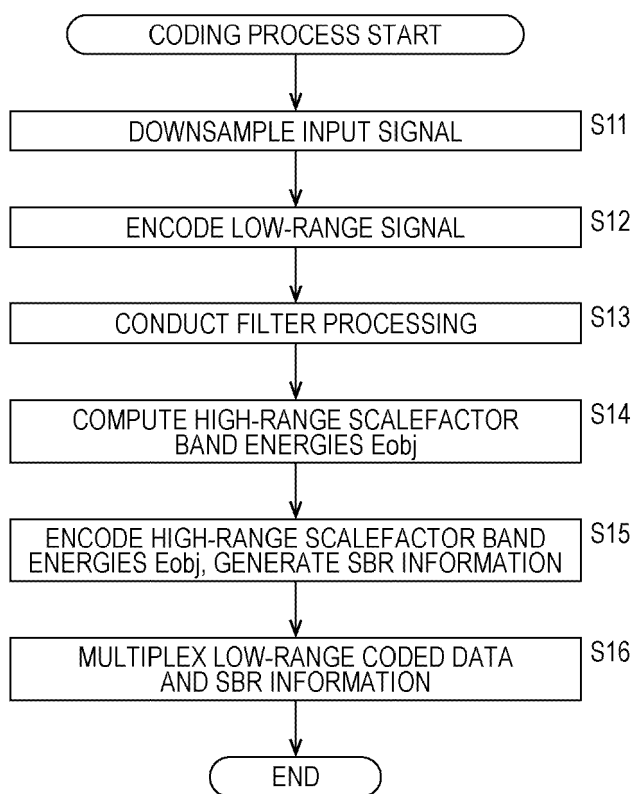 CODING PROCESS START
DOWNSAMPLE INPUT SIGNAL S11
ENCODE LOW-RANGE SIGNAL S12
CONDUCT FILTER PROCESSING S13
COMPUTE HIGH-RANGE SCALEFACTOR S14
BAND ENERGIES Eobj
ENCODE HIGH-RANGE SCALEFACTOR BAND S15
ENERGIES Eobj, GENERATE SBR INFORMATION
MULTIPLEX LOW-RANGE CODED DATA S16
AND SBR INFORMATION
END